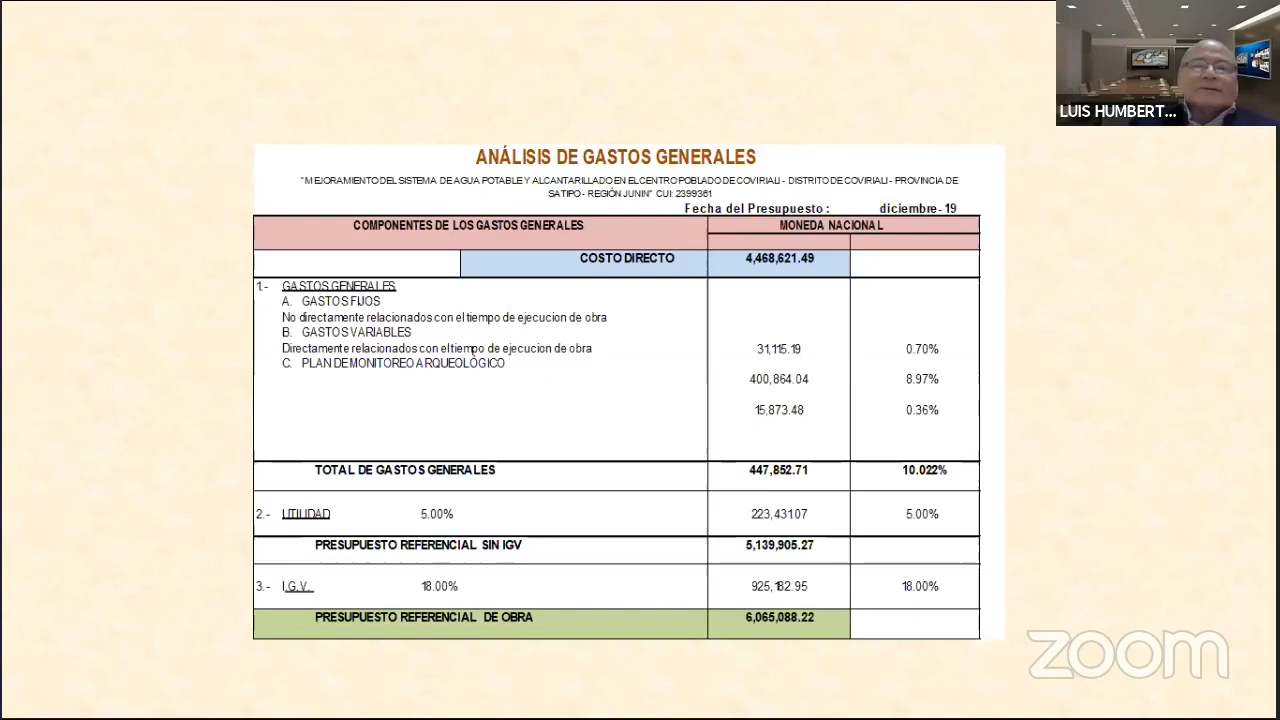 LUIS HUMBERT...
ANÁLISIS DE GASTOS GENERALES
"MEJORAMIENTO DEL SISTEMA DE AGUA POTABLE Y ALCANTARILLADO EN EL CENTRO POBLADO DE COVIRIALI - DISTRITO DE COVIRIALI - PROVINCIA DE
SATIPO - REGIÓN JUNIN" CUI: 2399361
Fecha del Presupuesto : diciembre- 19
COMPONENTES DE LOS GASTOS GENERALES MONEDA NACIONAL
COSTO DIRECTO 4,468,621.49
1.- GASTOS GENERALES
A. GASTOS FIJOS
No directamente relacionados con el tiempo de ejecucion de obra
B. GASTOS VARIABLES
Directamente relacionados con el tiempo de ejecucion de obra 31,115.19 0.70%
C. PLAN DE MONITOREO ARQUEOLÓGICO
400,864.04 8.97%
15,873.48 0.36%
TOTAL DE GASTOS GENERALES 447,852.71 10.022%
2.- UTILIDAD 5.00% 223,431.07 5.00%
PRESUPUESTO REFERENCIAL SIN IGV 5,139,905.27
3.- I.G.V. 18.00% 925,182.95 18.00%
PRESUPUESTO REFERENCIAL DE OBRA 6,065,088.22
zoom